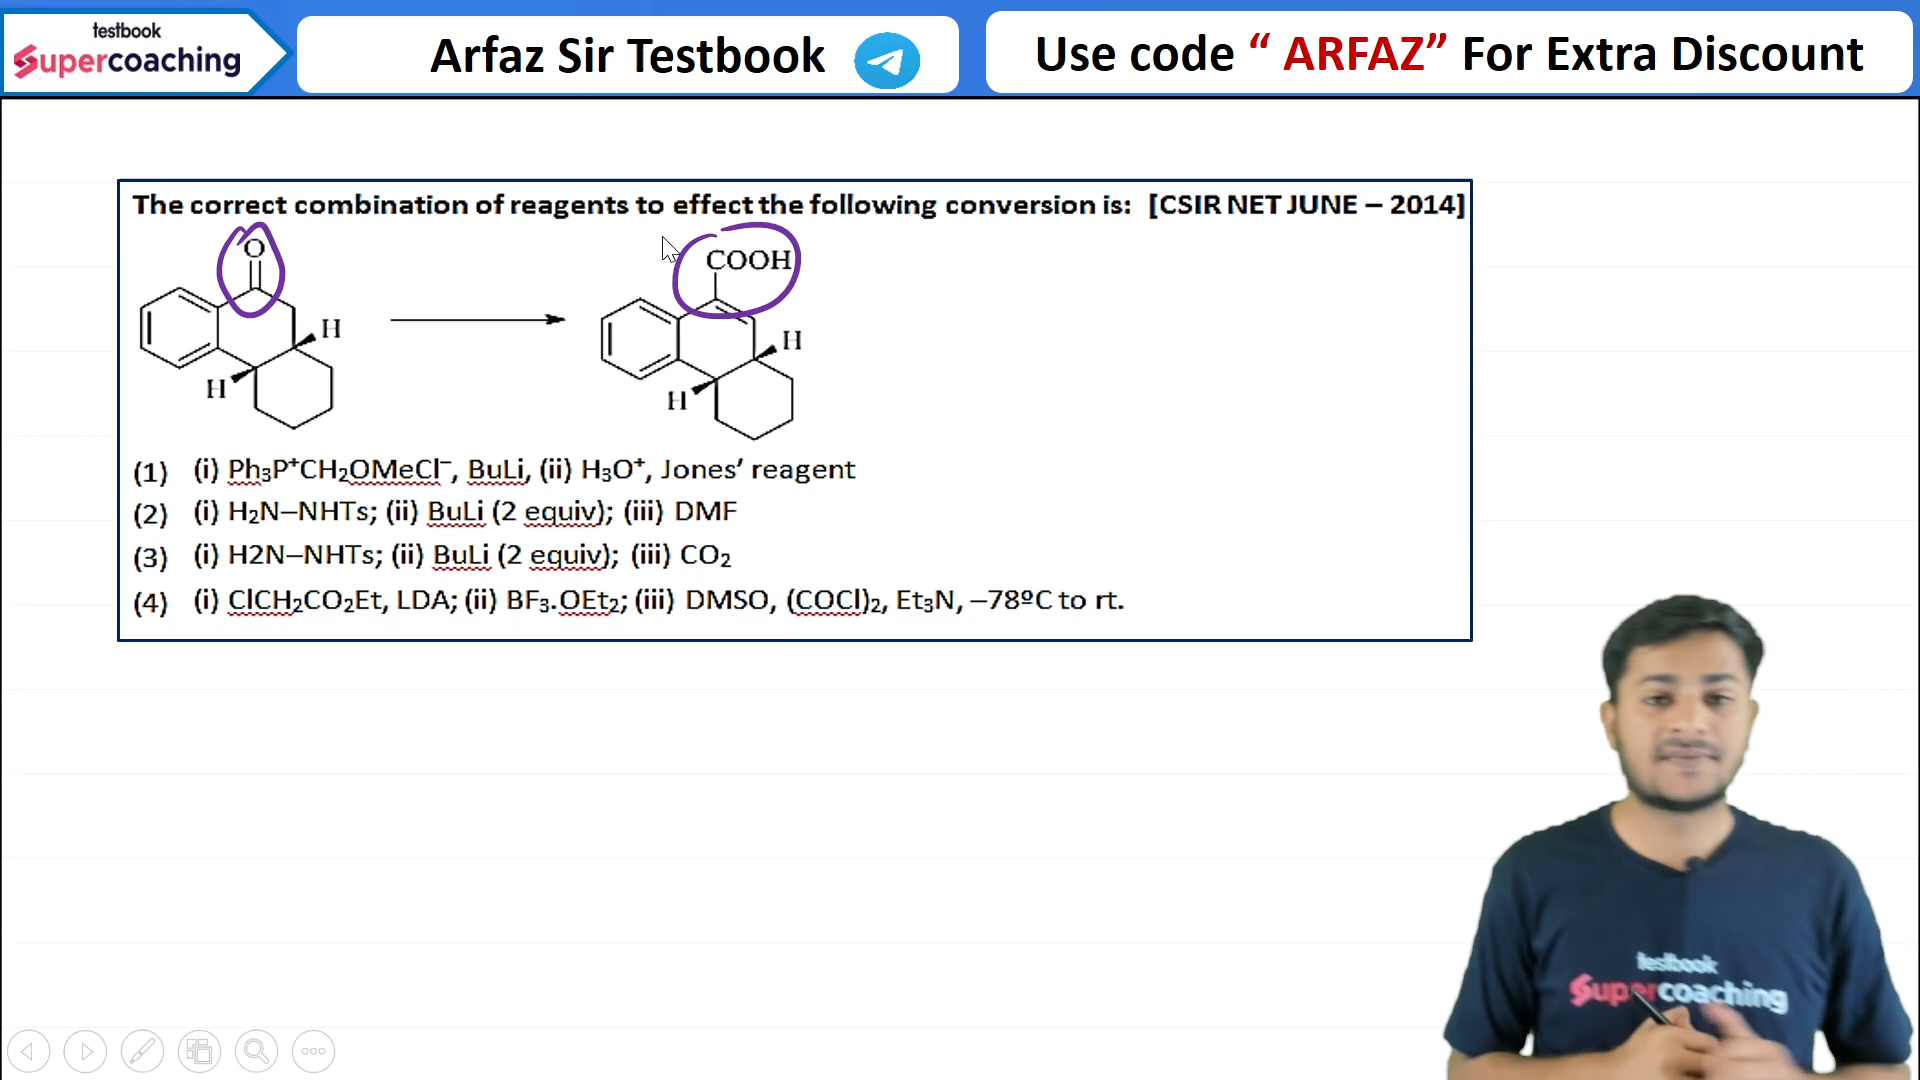 testbook
Supercoaching
Arfaz Sir Testbook
Use code “ ARFAZ” For Extra Discount
The correct combination of reagents to effect the following conversion is: [CSIR NET JUNE – 2014]
O
COOH
H
H
H
H
(1) (i) Ph₃P⁺CH₂OMeCl⁻, BuLi, (ii) H₃O⁺, Jones’ reagent
(2) (i) H₂N–NHTs; (ii) BuLi (2 equiv); (iii) DMF
(3) (i) H2N–NHTs; (ii) BuLi (2 equiv); (iii) CO₂
(4) (i) ClCH₂CO₂Et, LDA; (ii) BF₃.OEt₂; (iii) DMSO, (COCl)₂, Et₃N, –78ºC to rt.
testbook
Supercoaching